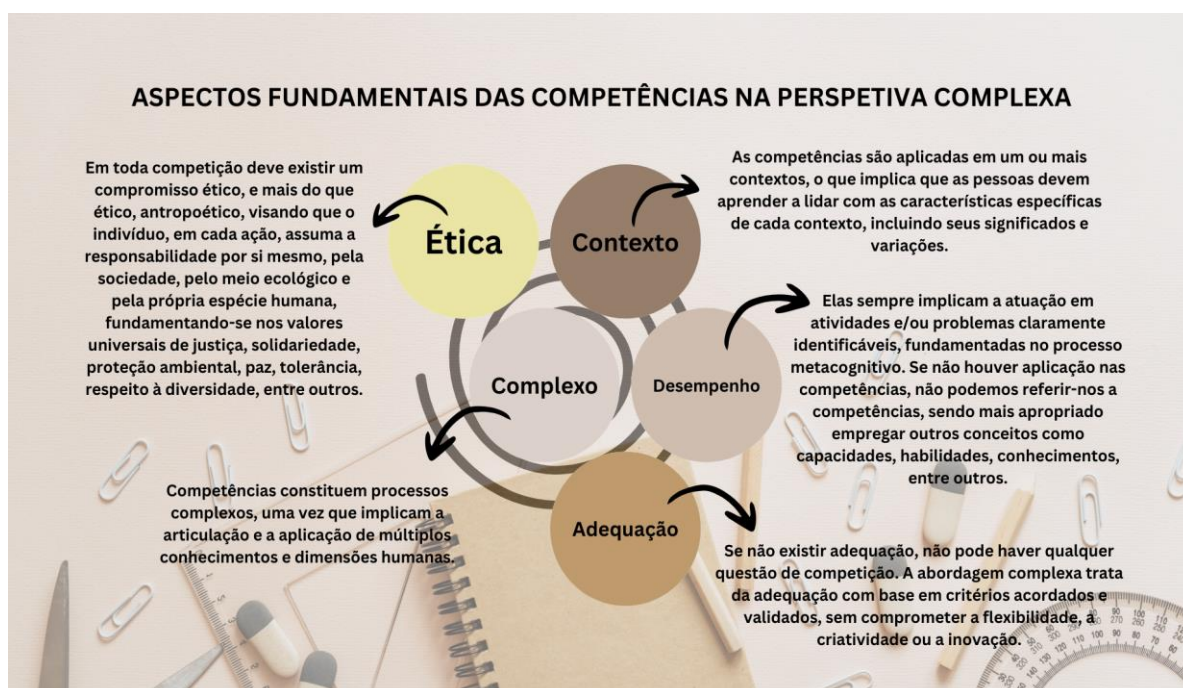 ASPECTOS FUNDAMENTAIS DAS COMPETÊNCIAS NA PERSPETIVA COMPLEXA
Em toda competição deve existir um
compromisso ético, e mais do que
ético, antropoético, visando que o
indivíduo, em cada ação, assuma a
responsabilidade por si mesmo, pela
sociedade, pelo meio ecológico e
pela própria espécie humana,
fundamentando-se nos valores
universais de justiça, solidariedade,
proteção ambiental, paz, tolerância,
respeito à diversidade, entre outros.
Ética
Contexto
As competências são aplicadas em um ou mais
contextos, o que implica que as pessoas devem
aprender a lidar com as características específicas
de cada contexto, incluindo seus significados e
variações.
Complexo
Desempenho
Elas sempre implicam a atuação em
atividades e/ou problemas claramente
identificáveis, fundamentadas no processo
metacognitivo. Se não houver aplicação nas
competências, não podemos referir-nos a
competências, sendo mais apropriado
empregar outros conceitos como
capacidades, habilidades, conhecimentos,
entre outros.
Competências constituem processos
complexos, uma vez que implicam a
articulação e a aplicação de múltiplos
conhecimentos e dimensões humanas.
Adequação
Se não existir adequação, não pode haver qualquer
questão de competição. A abordagem complexa trata
da adequação com base em critérios acordados e
validados, sem comprometer a flexibilidade, a
criatividade ou a inovação.